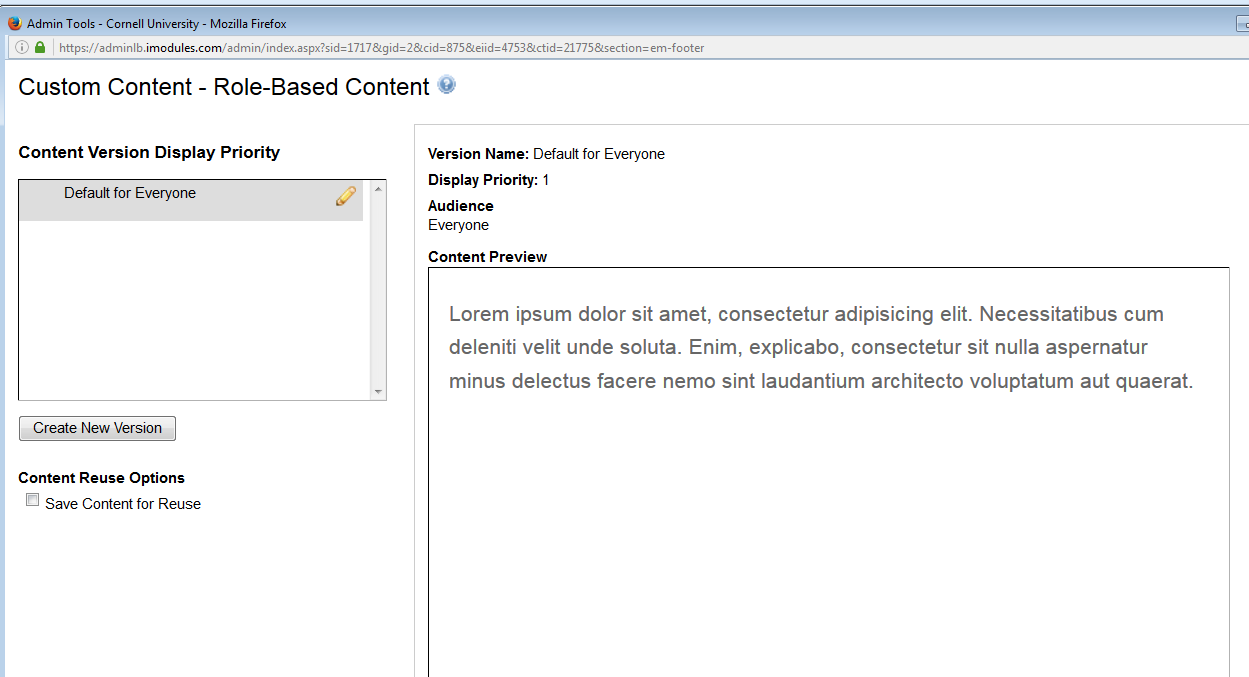 Admin Tools - Cornell University - Mozilla Firefox
https://adminlb.imodules.com/admin/index.aspx?sid=1717&gid=2&cid=875&eiid=4753&ctid=21775&section=em-footer
Custom Content - Role-Based Content ?
Content Version Display Priority
Default for Everyone
Create New Version
Content Reuse Options
Save Content for Reuse
Version Name: Default for Everyone
Display Priority: 1
Audience
Everyone
Content Preview
Lorem ipsum dolor sit amet, consectetur adipisicing elit. Necessitatibus cum
deleniti velit unde soluta. Enim, explicabo, consectetur sit nulla aspernatur
minus delectus facere nemo sint laudantium architecto voluptatum aut quaerat.